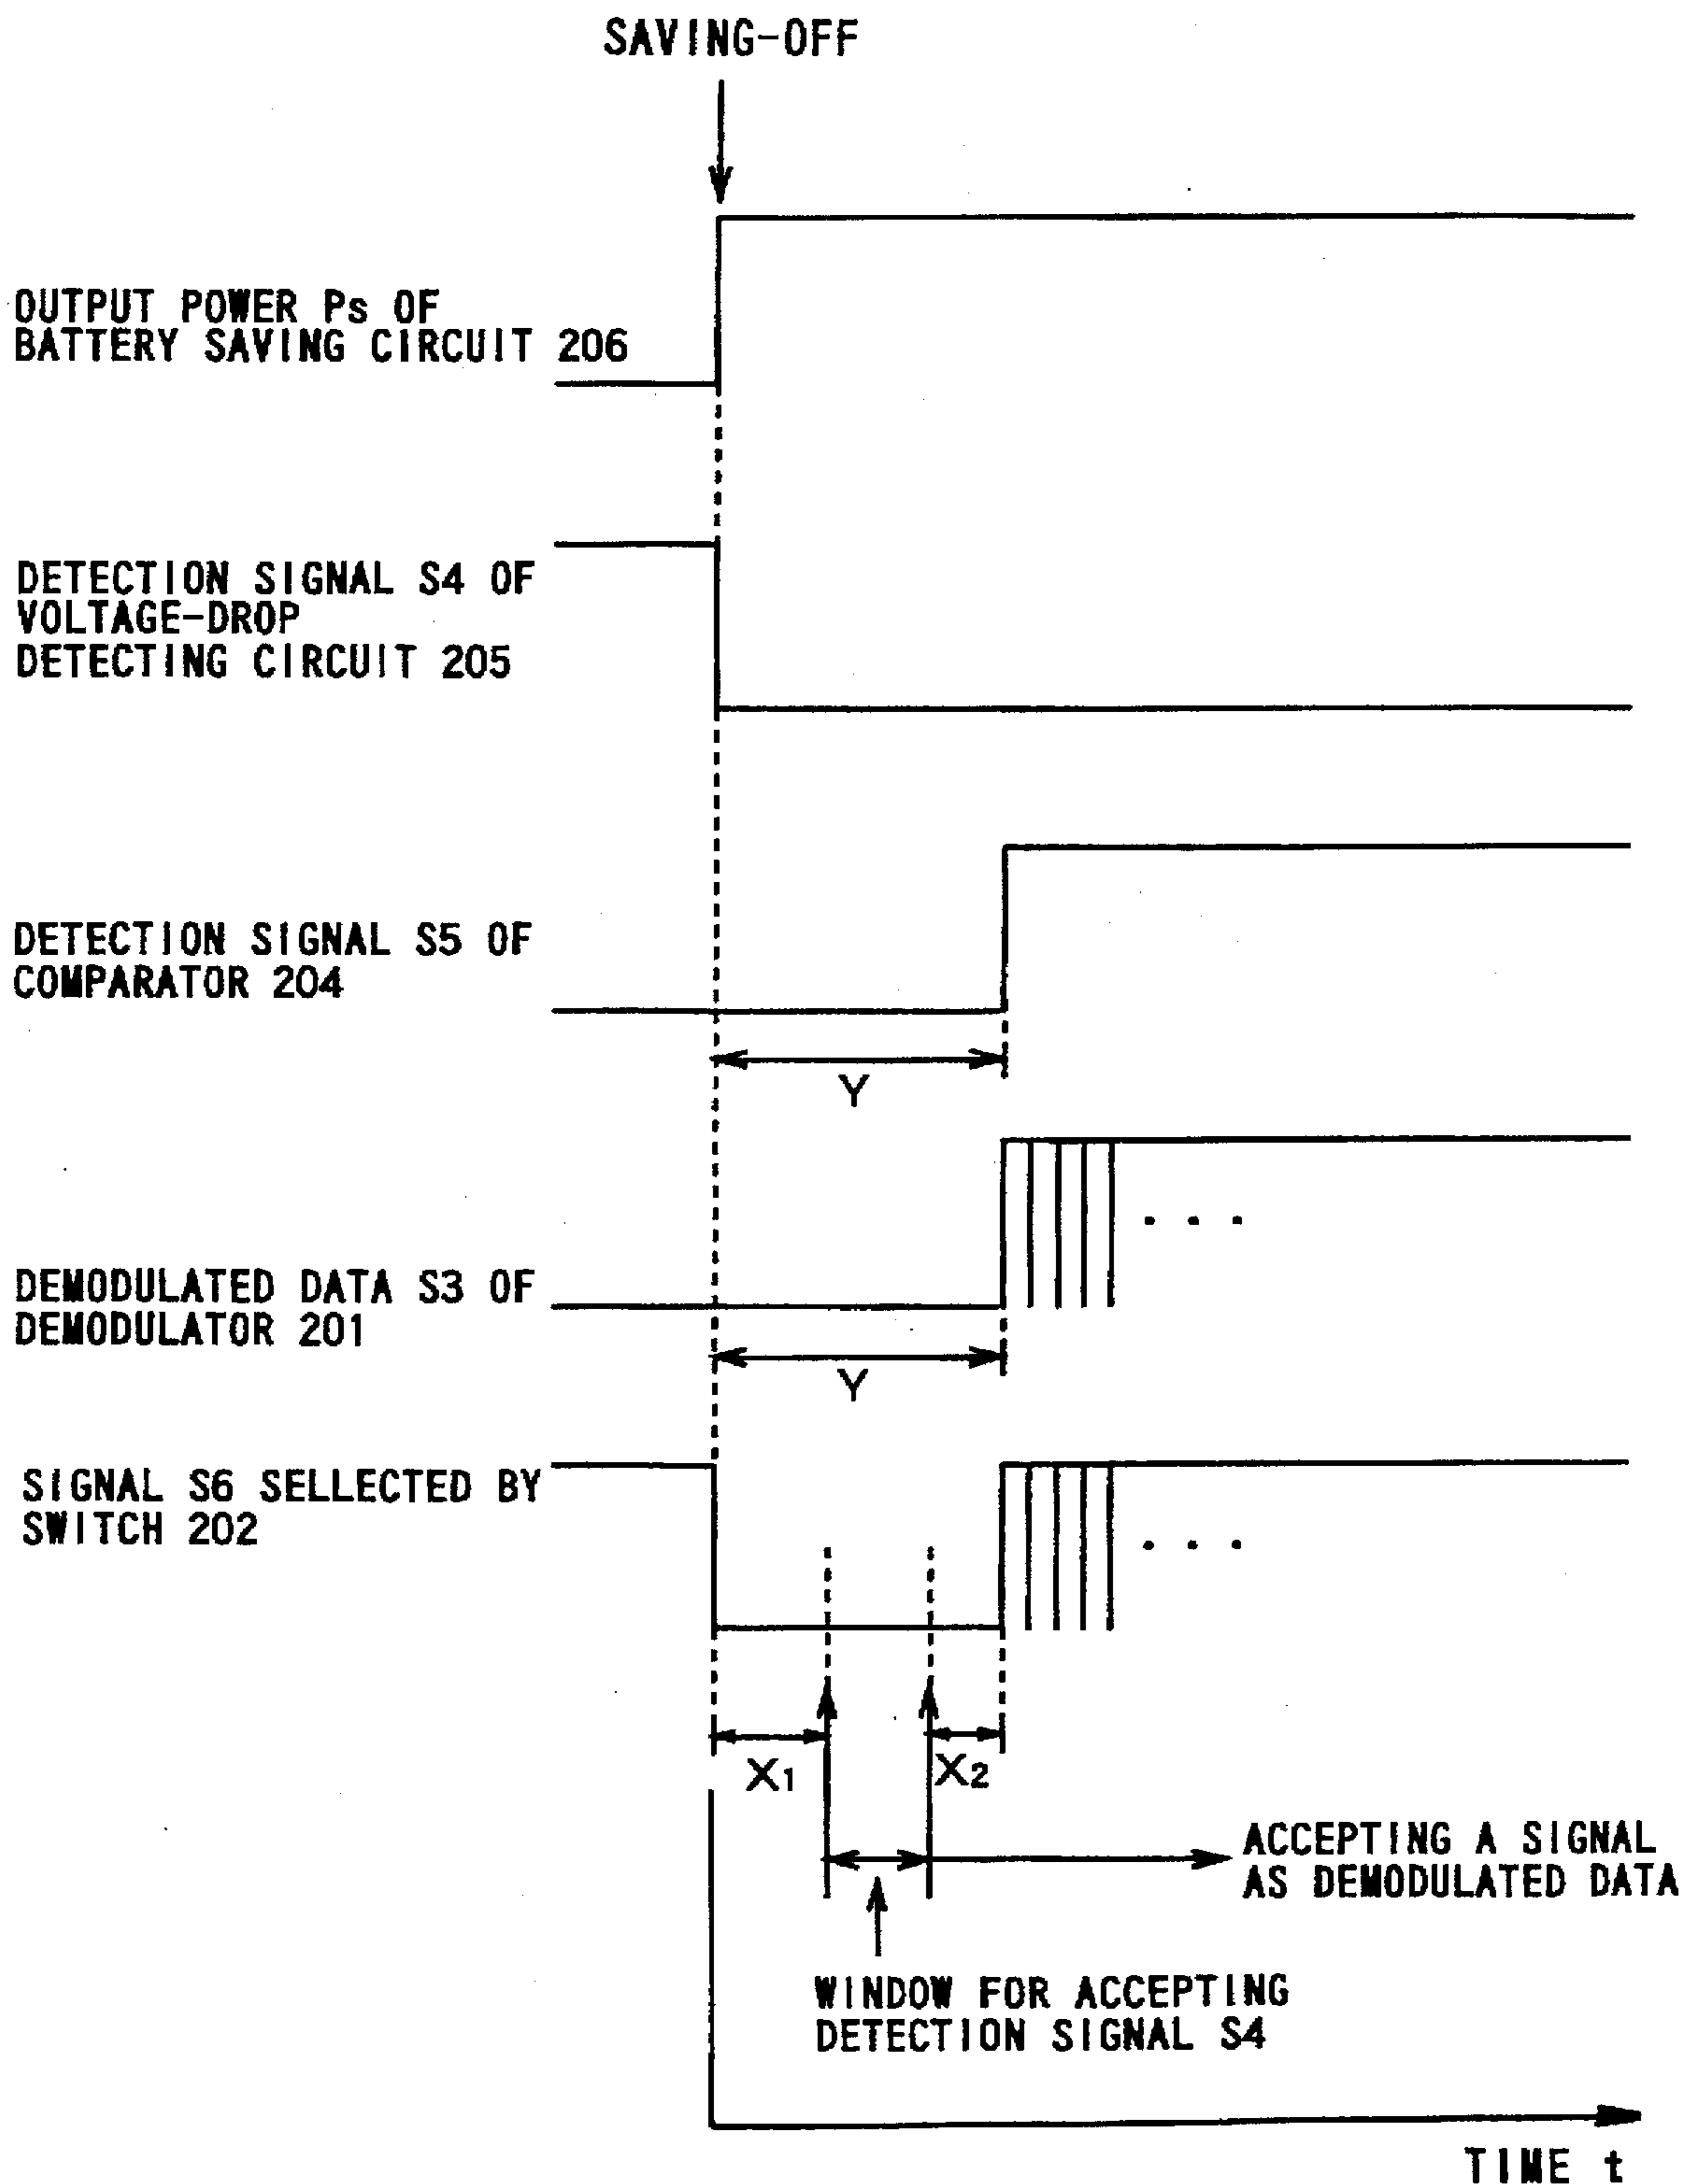 SAVING-OFF
OUTPUT POWER Ps OF
BATTERY SAVING CIRCUIT 206
DETECTION SIGNAL S4 OF
VOLTAGE-DROP
DETECTING CIRCUIT 205
DETECTION SIGNAL S5 OF
COMPARATOR 204
Y
DEMODULATED DATA S3 OF
DEMODULATOR 201
Y
SIGNAL S6 SELLECTED BY
SWITCH 202
. . .
. . .
X1
X2
ACCEPTING A SIGNAL
AS DEMODULATED DATA
WINDOW FOR ACCEPTING
DETECTION SIGNAL S4
TIME t